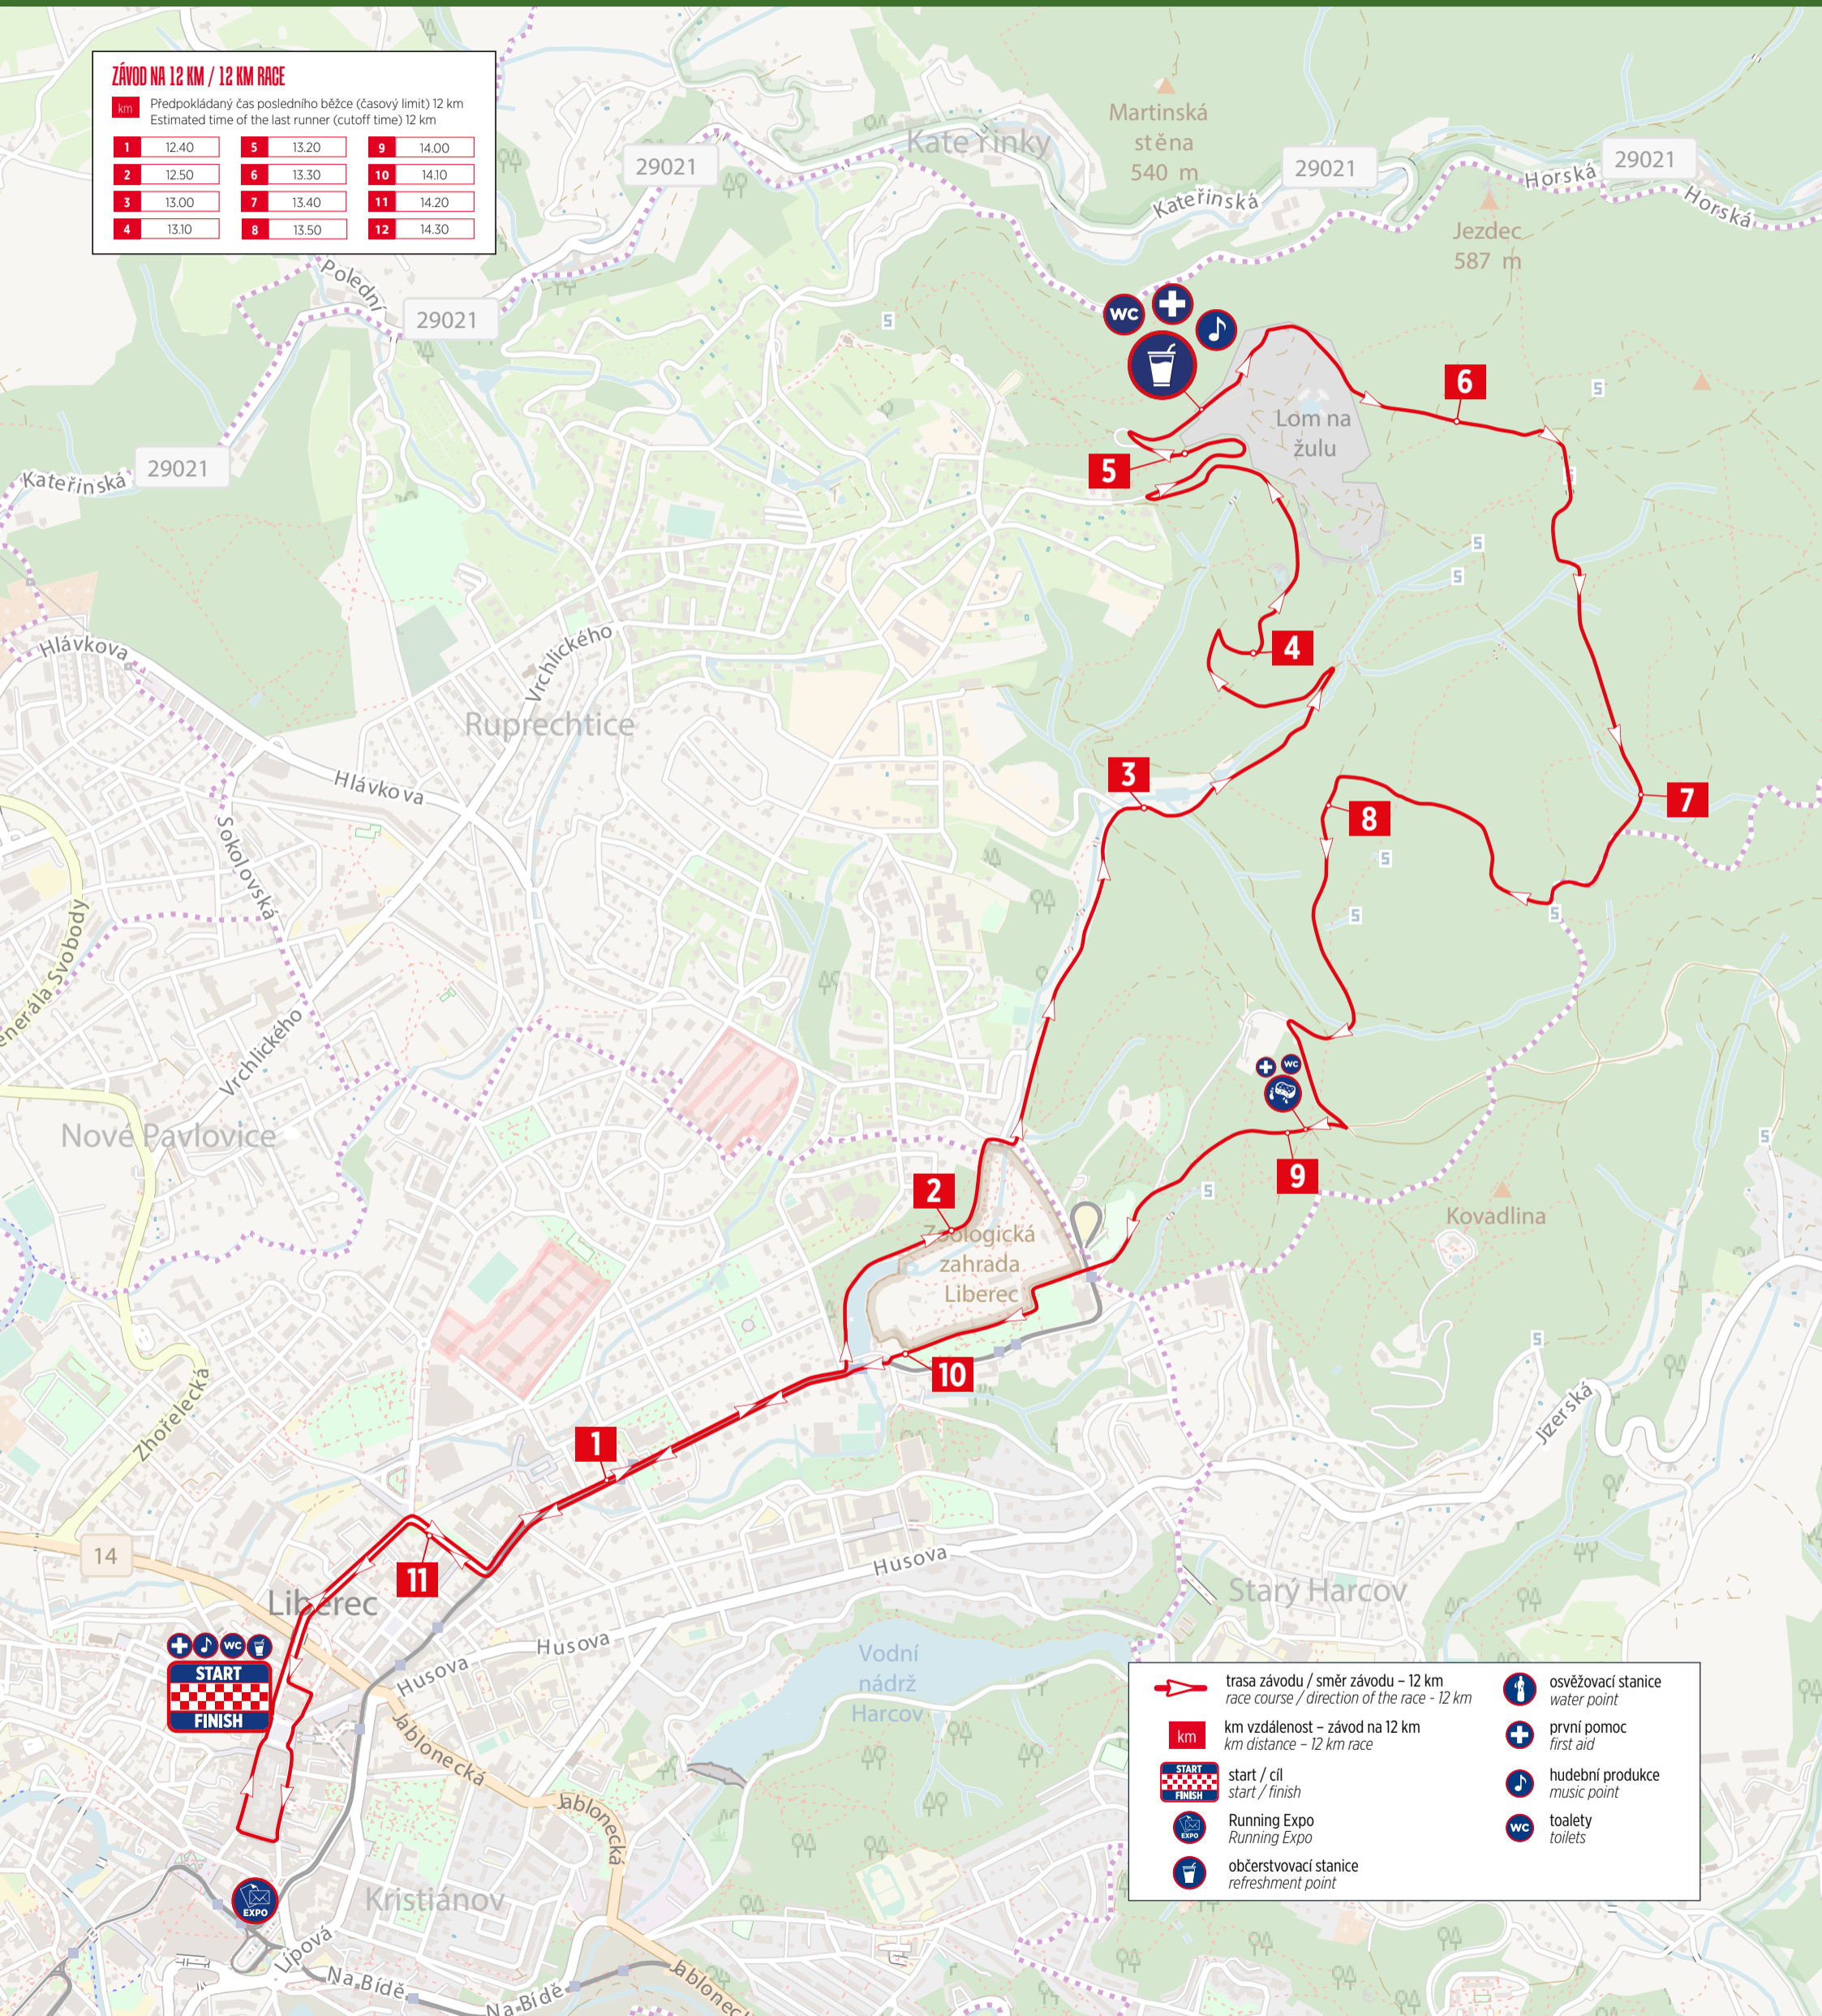 ZÁVOD NA 12 KM / 12 KM RACE
km
Předpokládaný čas posledního běžce (časový limit) 12 km
Estimated time of the last runner (cutoff time) 12 km
1 12.40 5 13.20 9 14.00
2 12.50 6 13.30 10 14.10
3 13.00 7 13.40 11 14.20
4 13.10 8 13.50 12 14.30
Kateřinky
Martinská
stěna
540 m
29021
29021
29021
Horská
Horská
Kateřinská
Jezdec
587 m
Polední
29021
WC
6
Lom na
žulu
5
29021
Kateřinská
Hlávkova
Vrchlického
4
Ruprechtice
Hlávkova
3
7
8
Sokolovská
enerála Svobody
Vrchlického
Nové Pavlovice
WC
9
2
Zoologická
zahrada
Liberec
Kovadlina
10
Zhořelecká
Jizerská
1
14
11
Husova
Liberec
Starý Harcov
Husova
Husova
WC
START
FINISH
Vodní
nádrž
Harcov
Jablonecká
Jablonecká
Kristiánov
EXPO
Lípová
Na Bídě
Na Bídě
Jablonec
trasa závodu / směr závodu – 12 km
race course / direction of the race - 12 km
km
km vzdálenost – závod na 12 km
km distance – 12 km race
START
FINISH
start / cíl
start / finish
EXPO
Running Expo
Running Expo
občerstvovací stanice
refreshment point
osvěžovací stanice
water point
první pomoc
first aid
hudební produkce
music point
WC
toalety
toilets